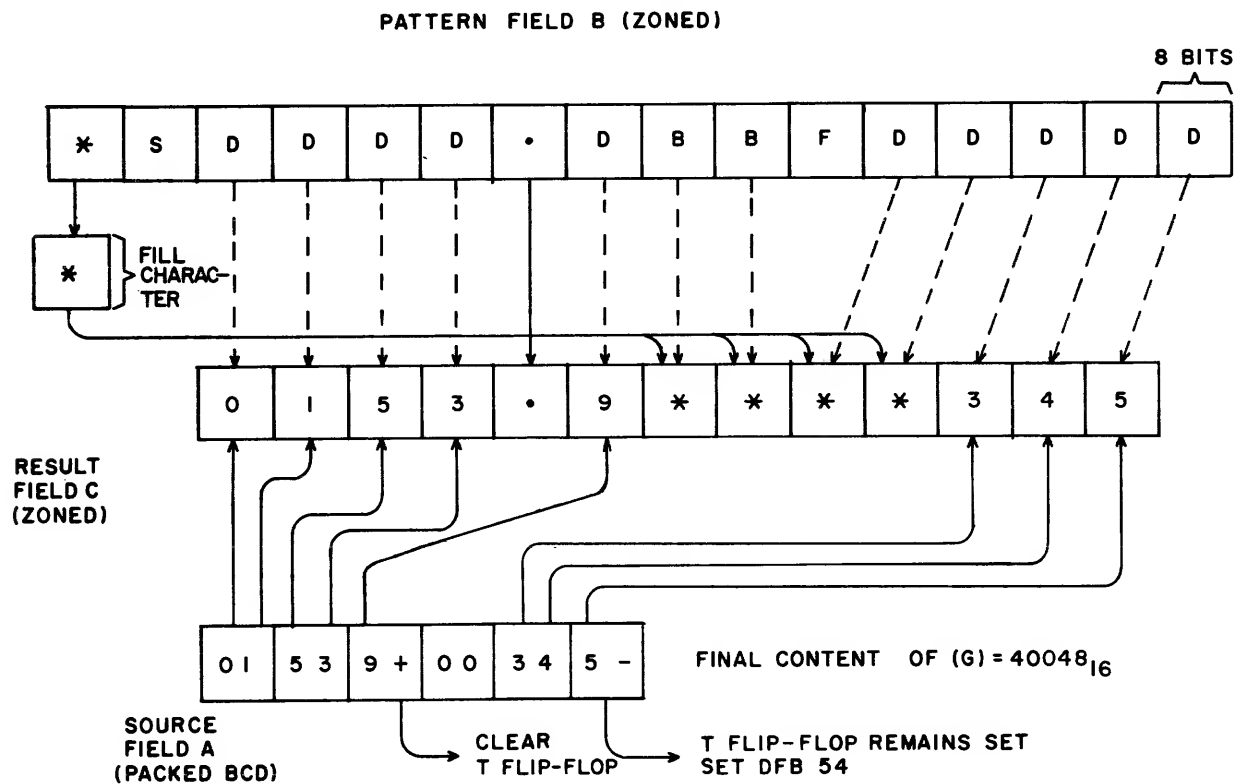 PATTERN FIELD B (ZONED)
8 BITS
* S D D D D • D B B F D D D D D
*
FILL
CHARAC-
TER
0 1 5 3 • 9 * * * * 3 4 5
RESULT
FIELD C
(ZONED)
01 53 9+ 00 34 5-
FINAL CONTENT OF (G) = 40048₁₆
SOURCE
FIELD A
(PACKED BCD)
CLEAR
T FLIP-FLOP
T FLIP-FLOP REMAINS SET
SET DFB 54